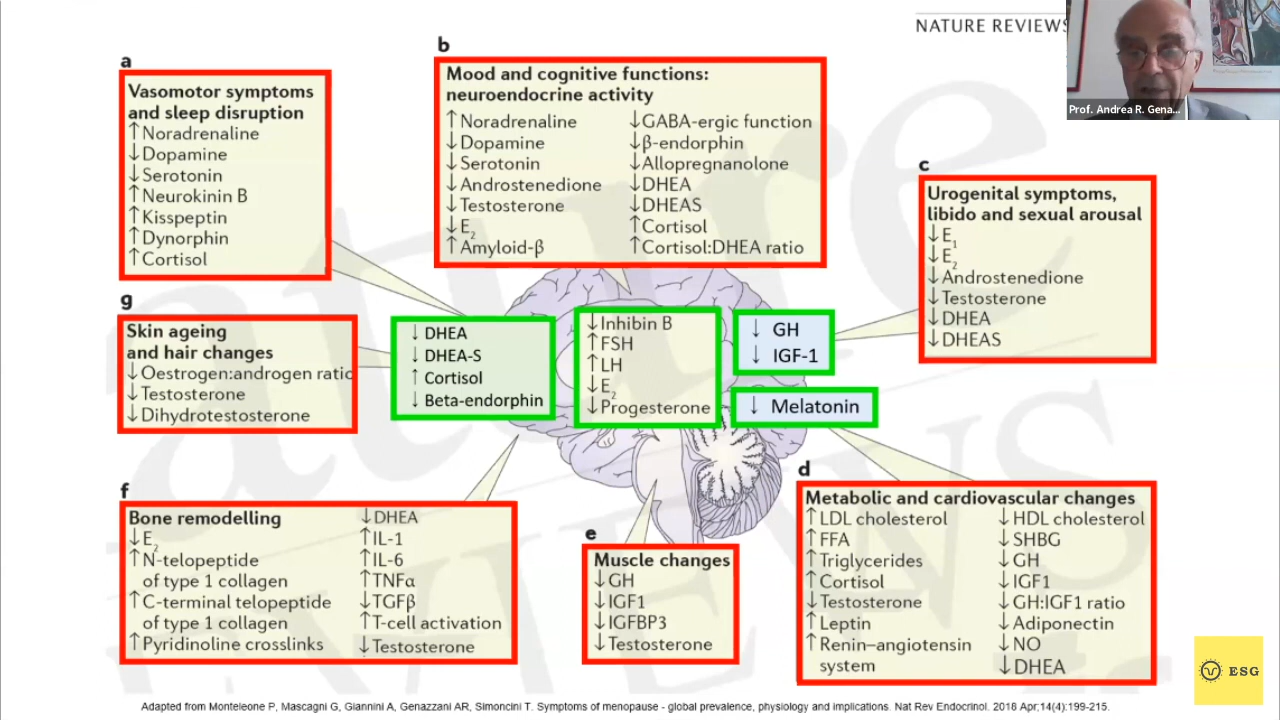 NATURE REVIEWS
Prof. Andrea R. Gena...
a
Vasomotor symptoms
and sleep disruption
↑Noradrenaline
↓Dopamine
↓Serotonin
↑Neurokinin B
↑Kisspeptin
↑Dynorphin
↑Cortisol
b
Mood and cognitive functions:
neuroendocrine activity
↑Noradrenaline
↓Dopamine
↓Serotonin
↓Androstenedione
↓Testosterone
↓E2
↑Amyloid-β
↓GABA-ergic function
↓β-endorphin
↓Allopregnanolone
↓DHEA
↓DHEAS
↑Cortisol
↑Cortisol:DHEA ratio
c
Urogenital symptoms,
libido and sexual arousal
↓E1
↓E2
↓Androstenedione
↓Testosterone
↓DHEA
↓DHEAS
g
Skin ageing
and hair changes
↓Oestrogen:androgen ratio
↓Testosterone
↓Dihydrotestosterone
↓ DHEA
↓ DHEA-S
↑ Cortisol
↓ Beta-endorphin
↓Inhibin B
↑FSH
↑LH
↓E2
↓Progesterone
↓ GH
↓ IGF-1
↓ Melatonin
f
Bone remodelling
↓E2
↑N-telopeptide
of type 1 collagen
↑C-terminal telopeptide
of type 1 collagen
↑Pyridinoline crosslinks
↓DHEA
↑IL-1
↑IL-6
↑TNFα
↓TGFβ
↑T-cell activation
↓Testosterone
e
Muscle changes
↓GH
↓IGF1
↓IGFBP3
↓Testosterone
d
Metabolic and cardiovascular changes
↑LDL cholesterol
↑FFA
↑Triglycerides
↑Cortisol
↓Testosterone
↑Leptin
↑Renin–angiotensin
system
↓HDL cholesterol
↓SHBG
↓GH
↓IGF1
↓GH:IGF1 ratio
↓Adiponectin
↓NO
↓DHEA
ESG
Adapted from Monteleone P, Mascagni G, Giannini A, Genazzani AR, Simoncini T. Symptoms of menopause - global prevalence, physiology and implications. Nat Rev Endocrinol. 2018 Apr;14(4):199-215.